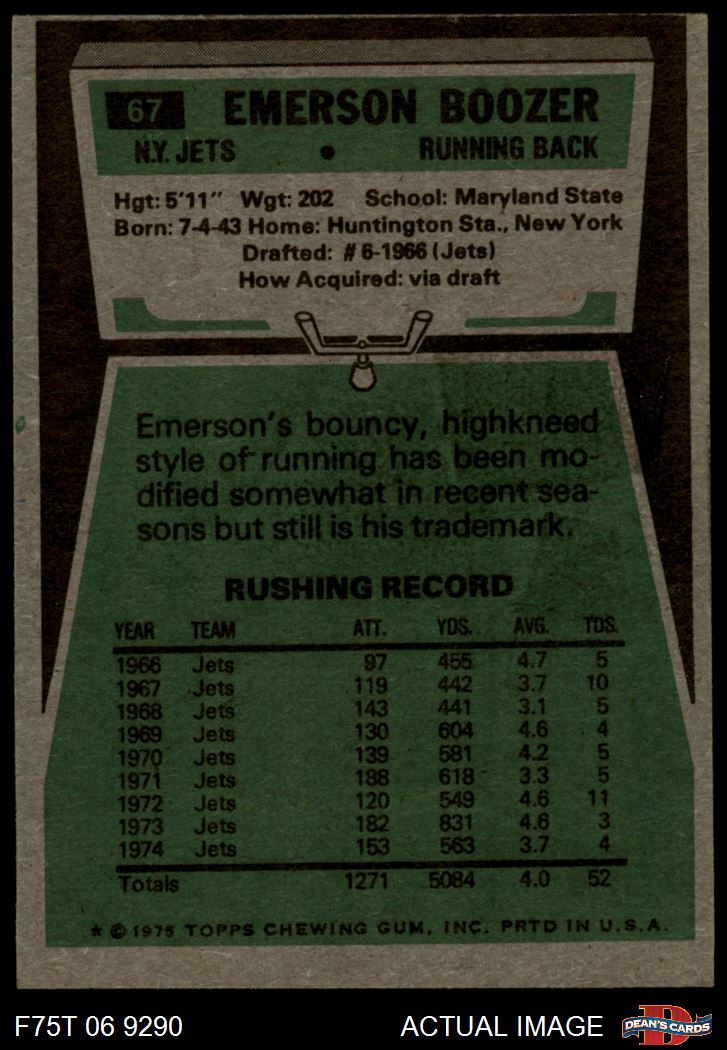 67 EMERSON BOOZER
N.Y. JETS • RUNNING BACK
Hgt: 5'11" Wgt: 202 School: Maryland State
Born: 7-4-43 Home: Huntington Sta., New York
Drafted: #6-1966 (Jets)
How Acquired: via draft
Emerson's bouncy, highkneed
style of running has been mo-
dified somewhat in recent sea-
sons but still is his trademark.
RUSHING RECORD
YEAR TEAM ATT. YDS. AVG. TDS.
1966 Jets 97 455 4.7 5
1967 Jets 119 442 3.7 10
1968 Jets 143 441 3.1 5
1969 Jets 130 604 4.6 4
1970 Jets 139 581 4.2 5
1971 Jets 188 618 3.3 5
1972 Jets 120 549 4.6 11
1973 Jets 182 831 4.6 3
1974 Jets 153 563 3.7 4
Totals 1271 5084 4.0 52
* © 1975 TOPPS CHEWING GUM, INC. PRTD IN U.S.A.
F75T 06 9290 ACTUAL IMAGE D DEAN'S CARDS